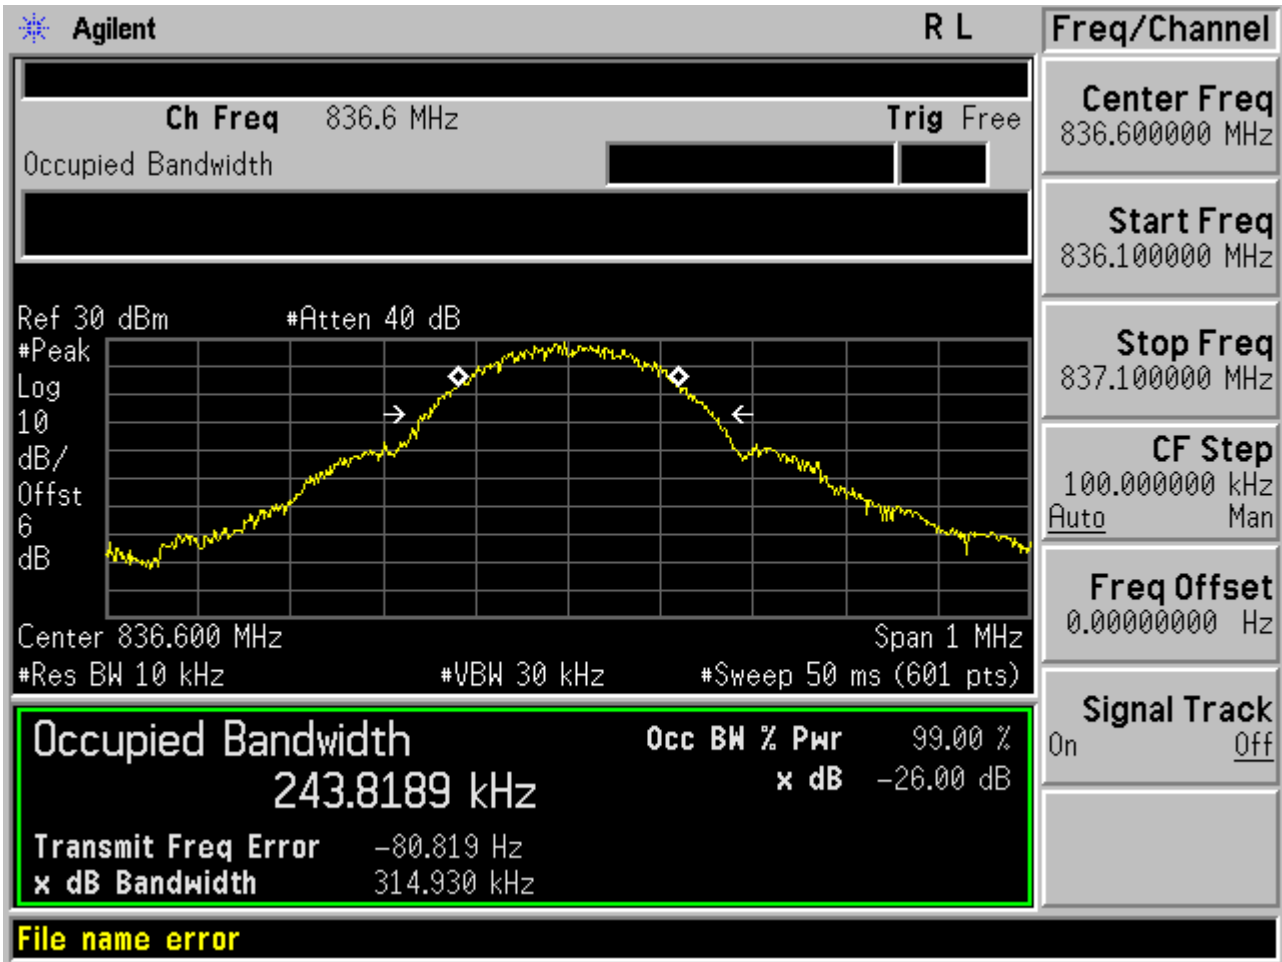 Agilent R L
Freq/Channel
Ch Freq 836.6 MHz Trig Free
Occupied Bandwidth
Center Freq
836.600000 MHz
Start Freq
836.100000 MHz
Stop Freq
837.100000 MHz
CF Step
100.000000 kHz
Auto Man
Freq Offset
0.00000000 Hz
Signal Track
On Off
Ref 30 dBm #Atten 40 dB
#Peak
Log
10
dB/
Offst
6
dB
Center 836.600 MHz Span 1 MHz
#Res BW 10 kHz #VBW 30 kHz #Sweep 50 ms (601 pts)
Occupied Bandwidth
243.8189 kHz
Occ BW % Pwr 99.00 %
x dB -26.00 dB
Transmit Freq Error -80.819 Hz
x dB Bandwidth 314.930 kHz
File name error